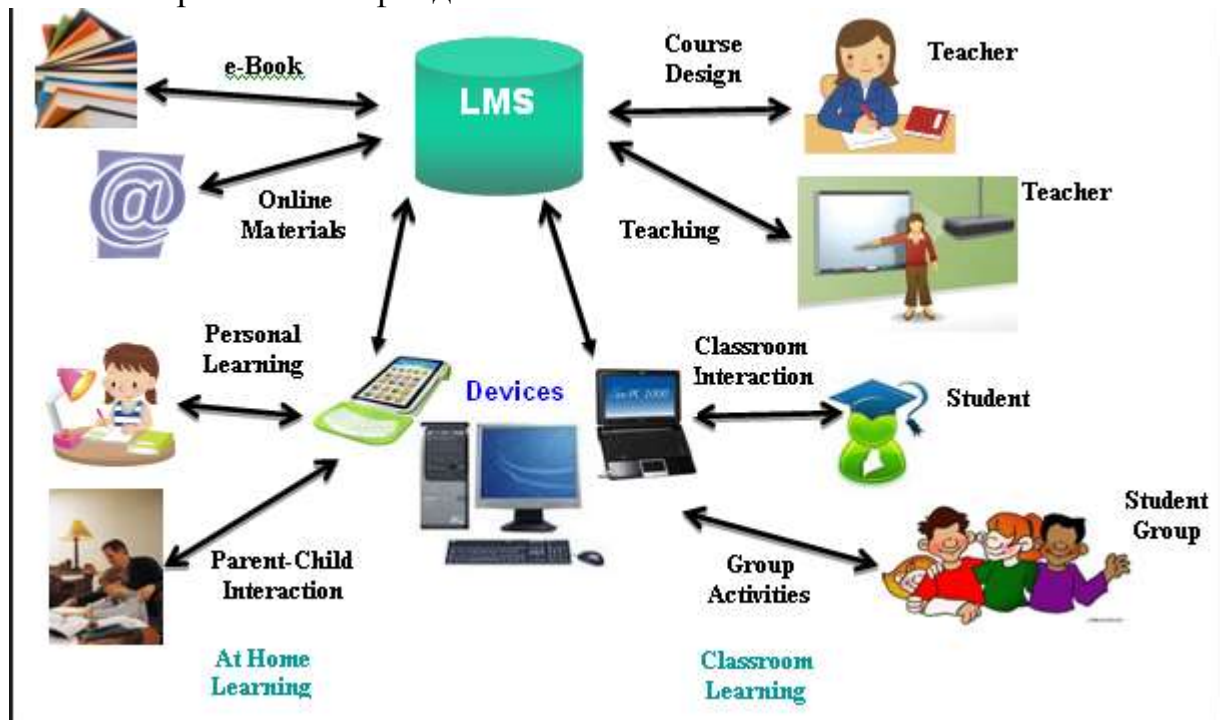 e-Book
LMS
Course
Design
Teacher
Online
Materials
Teaching
Teacher
Personal
Learning
Devices
Classroom
Interaction
Student
Parent-Child
Interaction
Group
Activities
Student
Group
At Home
Learning
Classroom
Learning